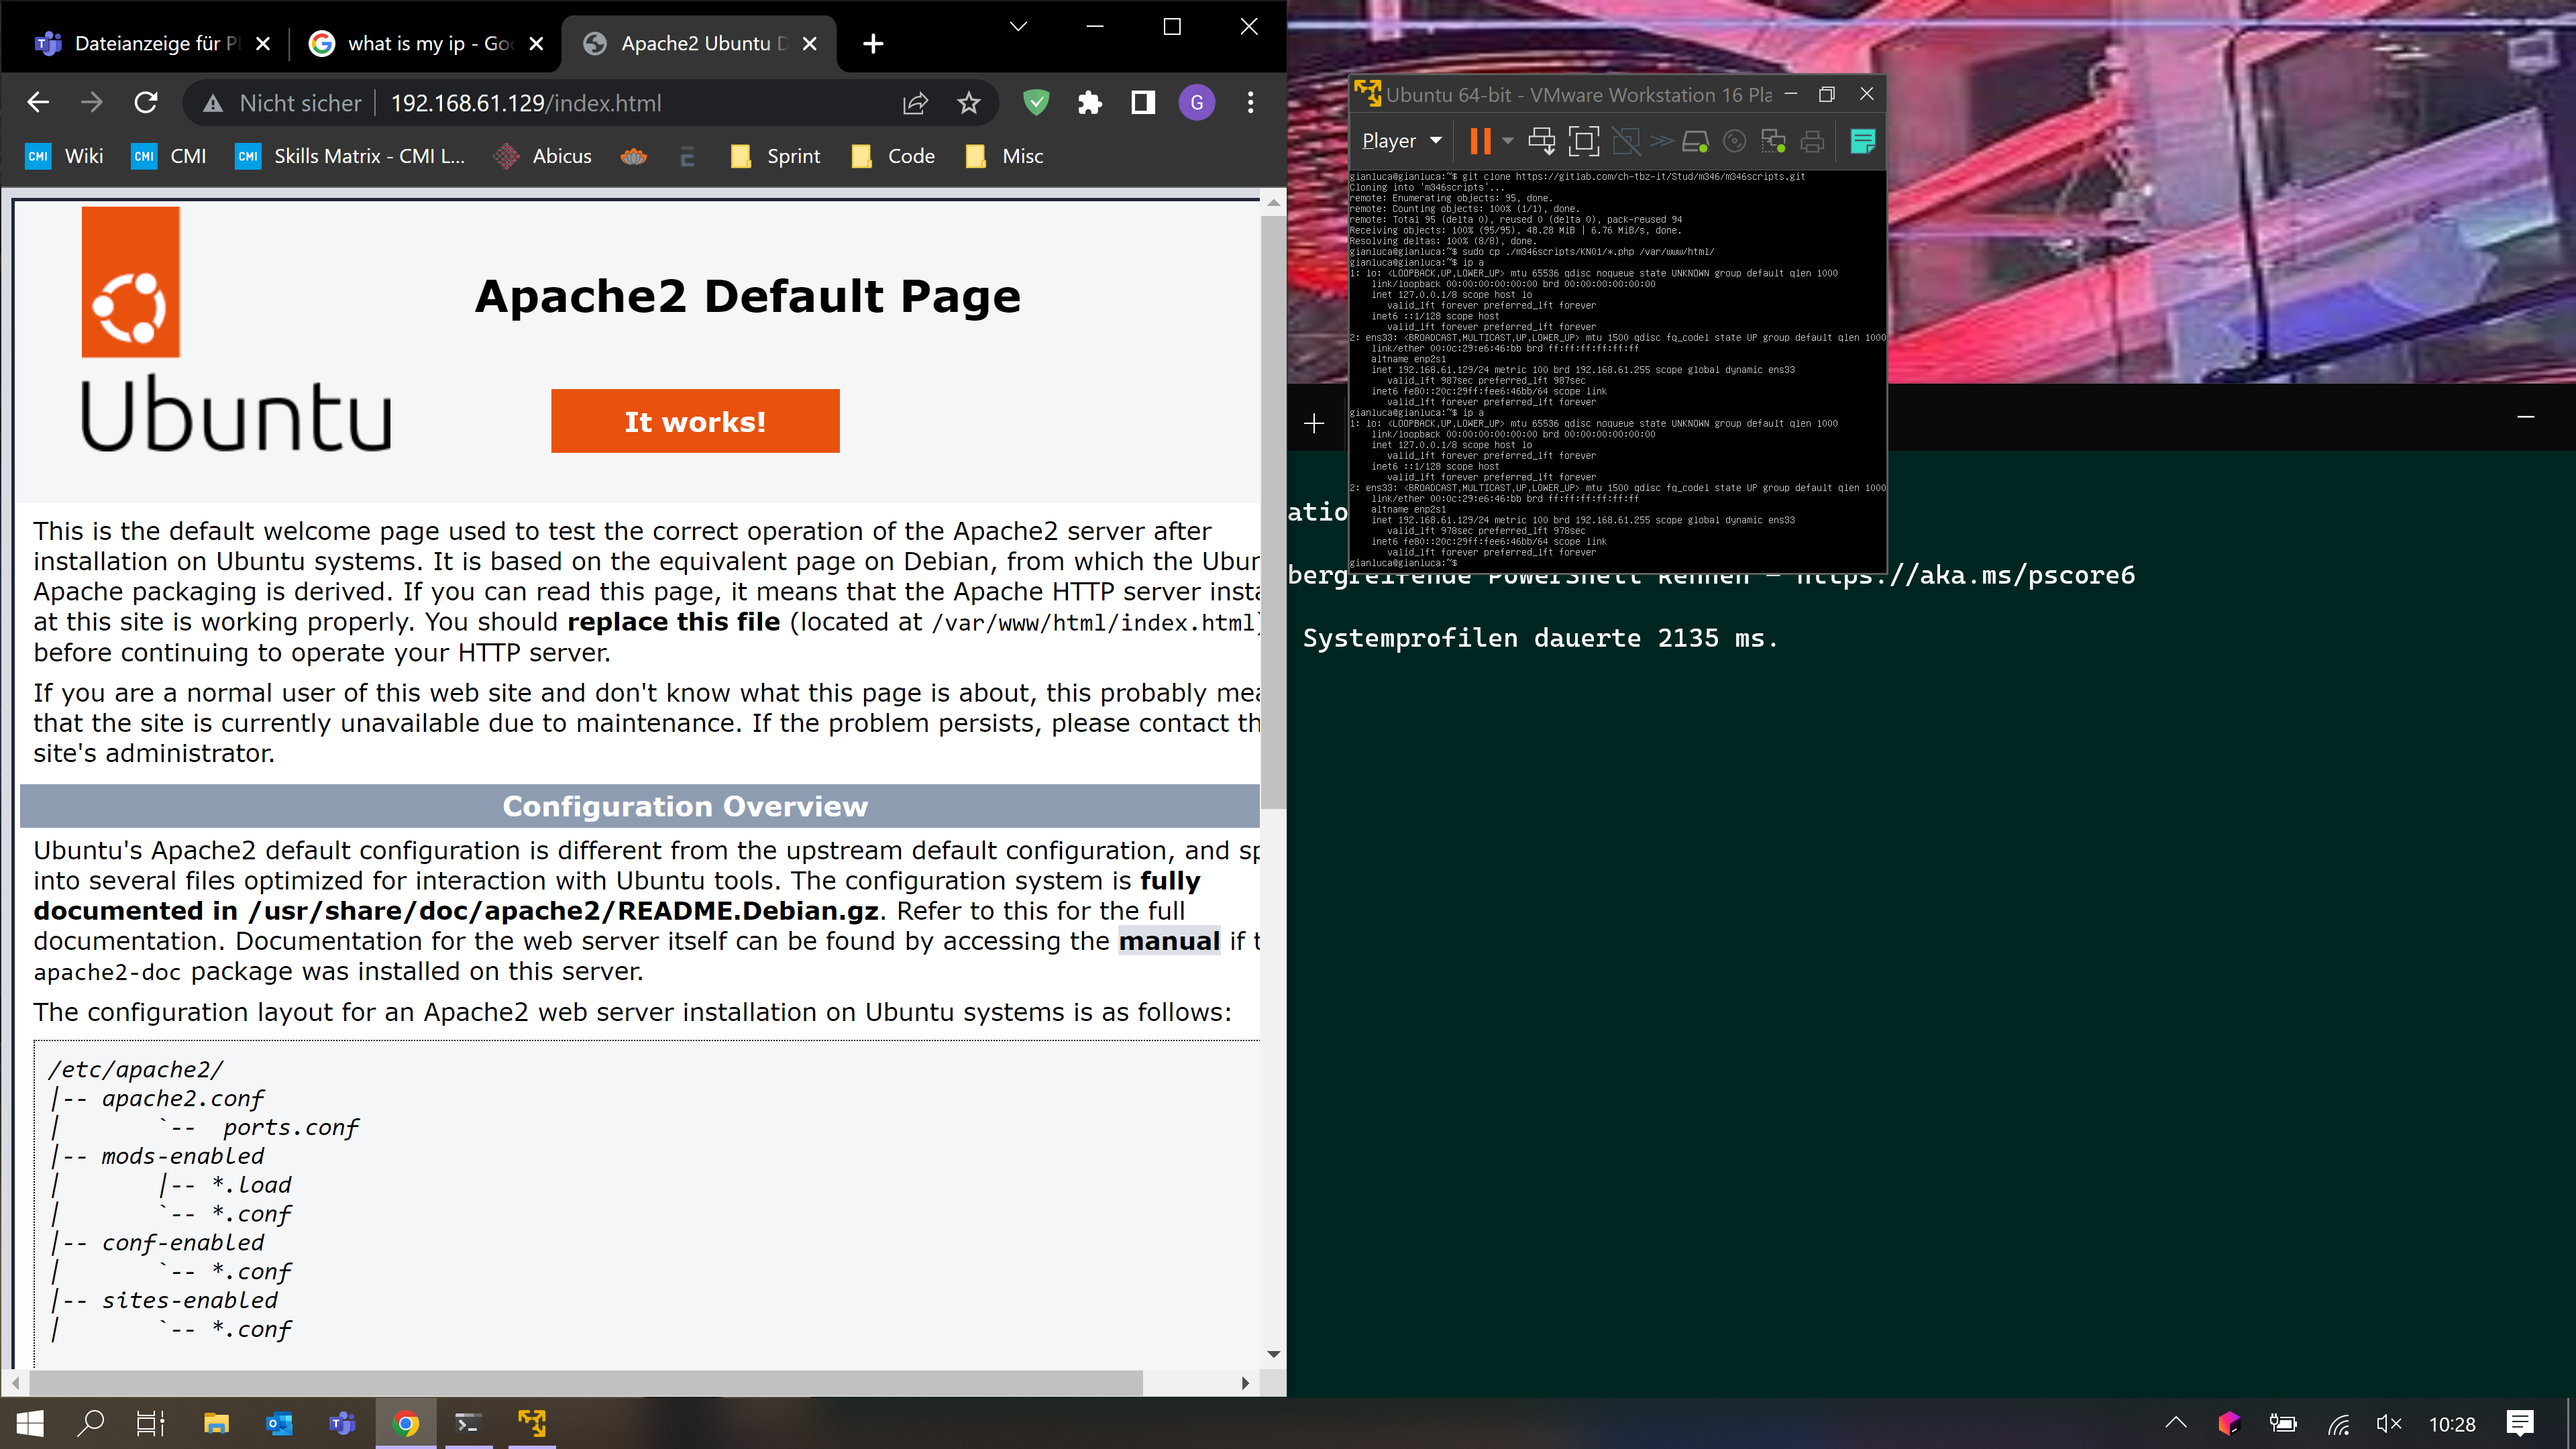 Dateianzeige für P
what is my ip - Goo
Apache2 Ubuntu D
Nicht sicher
192.168.61.129/index.html
G
CMI Wiki
CMI CMI
CMI Skills Matrix - CMI L...
Abicus
Sprint
Code
Misc
Ubuntu
Apache2 Default Page
It works!
This is the default welcome page used to test the correct operation of the Apache2 server after
installation on Ubuntu systems. It is based on the equivalent page on Debian, from which the Ubun
Apache packaging is derived. If you can read this page, it means that the Apache HTTP server insta
at this site is working properly. You should replace this file (located at /var/www/html/index.html)
before continuing to operate your HTTP server.
If you are a normal user of this web site and don't know what this page is about, this probably mea
that the site is currently unavailable due to maintenance. If the problem persists, please contact th
site's administrator.
Configuration Overview
Ubuntu's Apache2 default configuration is different from the upstream default configuration, and sp
into several files optimized for interaction with Ubuntu tools. The configuration system is fully
documented in /usr/share/doc/apache2/README.Debian.gz. Refer to this for the full
documentation. Documentation for the web server itself can be found by accessing the manual if t
apache2-doc package was installed on this server.
The configuration layout for an Apache2 web server installation on Ubuntu systems is as follows:
/etc/apache2/
|-- apache2.conf
|       `--  ports.conf
|-- mods-enabled
|       |-- *.load
|       `-- *.conf
|-- conf-enabled
|       `-- *.conf
|-- sites-enabled
|       `-- *.conf
Ubuntu 64-bit - VMware Workstation 16 Pla
Player
gianluca@gianluca:~$ git clone https://gitlab.com/ch-tbz-it/Stud/m346/m346scripts.git
Cloning into 'm346scripts'...
remote: Enumerating objects: 95, done.
remote: Counting objects: 100% (1/1), done.
remote: Total 95 (delta 0), reused 0 (delta 0), pack-reused 94
Receiving objects: 100% (95/95), 48.28 MiB | 6.76 MiB/s, done.
Resolving deltas: 100% (8/8), done.
gianluca@gianluca:~$ sudo cp ./m346scripts/KN01/*.php /var/www/html/
gianluca@gianluca:~$ ip a
1: lo: <LOOPBACK,UP,LOWER_UP> mtu 65536 qdisc noqueue state UNKNOWN group default qlen 1000
link/loopback 00:00:00:00:00:00 brd 00:00:00:00:00:00
inet 127.0.0.1/8 scope host lo
valid_lft forever preferred_lft forever
inet6 ::1/128 scope host
valid_lft forever preferred_lft forever
2: ens33: <BROADCAST,MULTICAST,UP,LOWER_UP> mtu 1500 qdisc fq_codel state UP group default qlen 1000
link/ether 00:0c:29:e6:46:bb brd ff:ff:ff:ff:ff:ff
altname enp2s1
inet 192.168.61.129/24 metric 100 brd 192.168.61.255 scope global dynamic ens33
valid_lft 987sec preferred_lft 987sec
inet6 fe80::20c:29ff:fee6:46bb/64 scope link
valid_lft forever preferred_lft forever
gianluca@gianluca:~$ ip a
1: lo: <LOOPBACK,UP,LOWER_UP> mtu 65536 qdisc noqueue state UNKNOWN group default qlen 1000
link/loopback 00:00:00:00:00:00 brd 00:00:00:00:00:00
inet 127.0.0.1/8 scope host lo
valid_lft forever preferred_lft forever
inet6 ::1/128 scope host
valid_lft forever preferred_lft forever
2: ens33: <BROADCAST,MULTICAST,UP,LOWER_UP> mtu 1500 qdisc fq_codel state UP group default qlen 1000
link/ether 00:0c:29:e6:46:bb brd ff:ff:ff:ff:ff:ff
altname enp2s1
inet 192.168.61.129/24 metric 100 brd 192.168.61.255 scope global dynamic ens33
valid_lft 978sec preferred_lft 978sec
inet6 fe80::20c:29ff:fee6:46bb/64 scope link
valid_lft forever preferred_lft forever
gianluca@gianluca:~$
atio
bergreifende PowerShell kennen – https://aka.ms/pscore6
Systemprofilen dauerte 2135 ms.
10:28